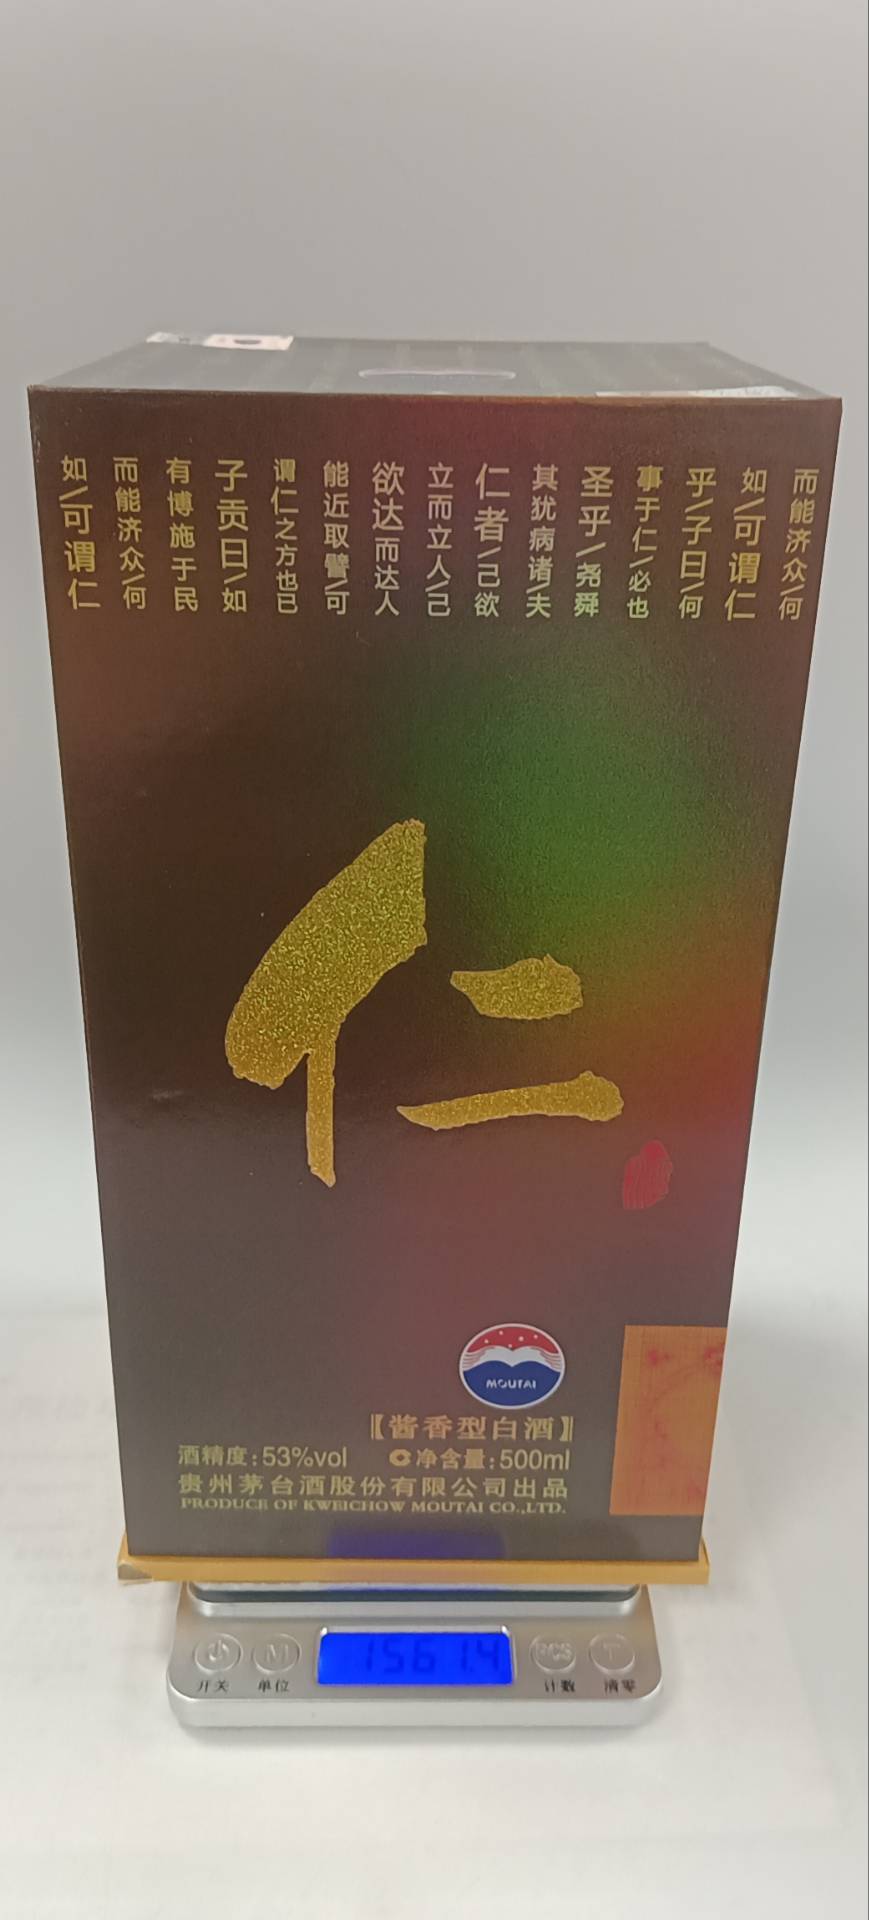 如/可谓仁
而能济众/何
有博施于民
子贡曰/如
谓仁之方也已
能近取譬/可
欲达而达人
立而立人/己
仁者/己欲
其犹病诸/夫
圣乎/尧舜
事于仁/必也
乎/子曰/何
如/可谓仁
而能济众/何
仁
MOUTAI
【酱香型白酒】
酒精度:53%vol 净含量:500ml
贵州茅台酒股份有限公司出品
PRODUCE OF KWEICHOW MOUTAI CO.,LTD.
M 1561.4 PCS T
开关 单位 计数 清零